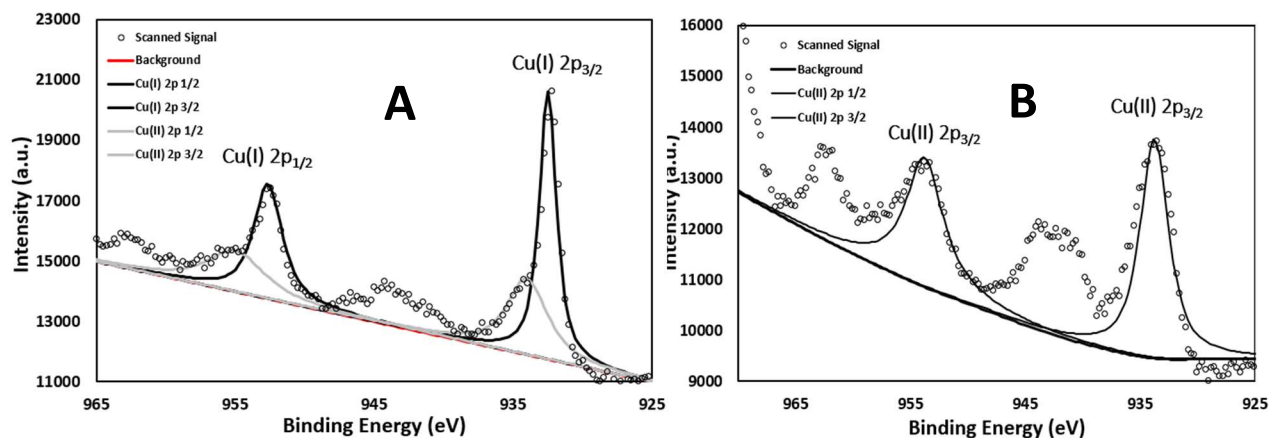 23000
21000
19000
17000
15000
13000
11000
Intensity (a.u.)
Scanned Signal
Background
Cu(I) 2p 1/2
Cu(I) 2p 3/2
Cu(II) 2p 1/2
Cu(II) 2p 3/2
A
Cu(I) 2p3/2
Cu(I) 2p1/2
965 955 945 935 925
Binding Energy (eV)
16000
15000
14000
13000
12000
11000
10000
9000
Intensity (a.u.)
Scanned Signal
Background
Cu(II) 2p 1/2
Cu(II) 2p 3/2
B
Cu(II) 2p3/2
Cu(II) 2p3/2
965 955 945 935 925
Binding Energy (eV)